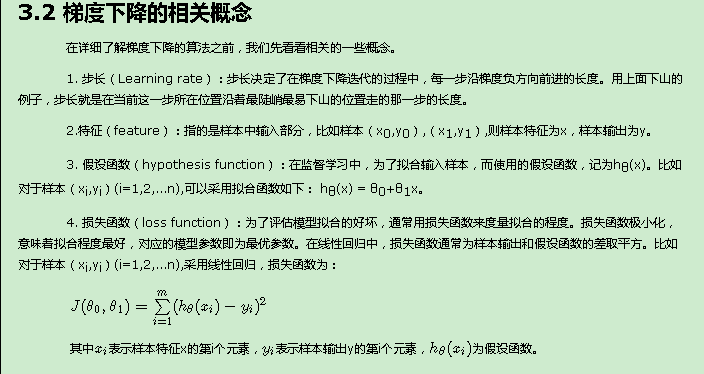 3.2 梯度下降的相关概念
在详细了解梯度下降的算法之前，我们先看看相关的一些概念。
1. 步长（Learning rate）：步长决定了在梯度下降迭代的过程中，每一步沿梯度负方向前进的长度。用上面下山的
例子，步长就是在当前这一步所在位置沿着最陡峭最易下山的位置走的那一步的长度。
2.特征（feature）：指的是样本中输入部分，比如样本（x₀,y₀）,（x₁,y₁）,则样本特征为x，样本输出为y。
3. 假设函数（hypothesis function）：在监督学习中，为了拟合输入样本，而使用的假设函数，记为hθ(x)。比如
对于样本（xᵢ,yᵢ）(i=1,2,...n),可以采用拟合函数如下： hθ(x) = θ₀+θ₁x。
4. 损失函数（loss function）：为了评估模型拟合的好坏，通常用损失函数来度量拟合的程度。损失函数极小化，
意味着拟合程度最好，对应的模型参数即为最优参数。在线性回归中，损失函数通常为样本输出和假设函数的差取平方。比如
对于样本（xᵢ,yᵢ）(i=1,2,...n),采用线性回归，损失函数为：
J(θ₀, θ₁) = ∑ᵢ₌₁ᵐ (hθ(xᵢ) − yᵢ)²
其中xᵢ表示样本特征x的第i个元素，yᵢ表示样本输出y的第i个元素，hθ(xᵢ)为假设函数。